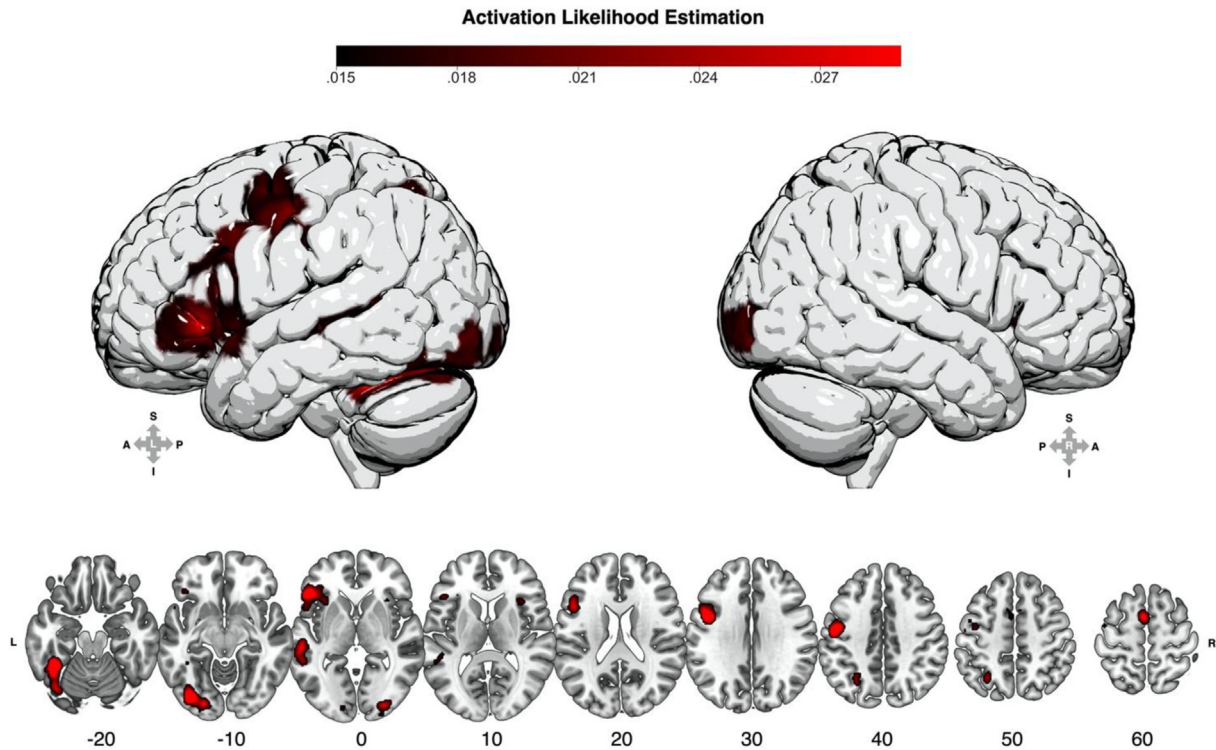 Activation Likelihood Estimation
.015 .018 .021 .024 .027
S S
A L P P R A
I I
L R
-20 -10 0 10 20 30 40 50 60